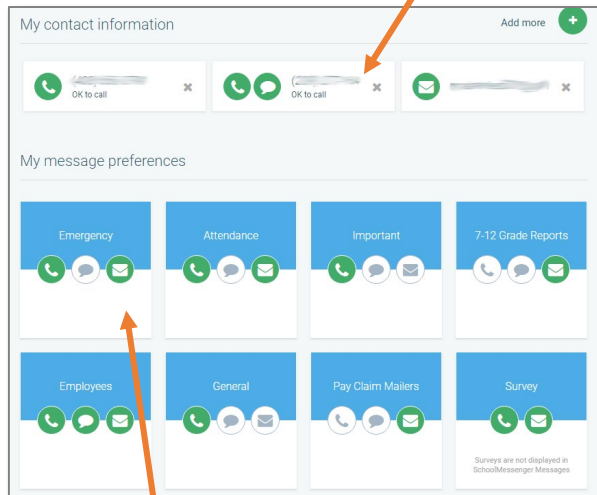 My contact information
Add more
OK to call
OK to call
My message preferences
Emergency
Attendance
Important
7-12 Grade Reports
Employees
General
Pay Claim Mailers
Survey
Surveys are not displayed in
SchoolMessenger Messages